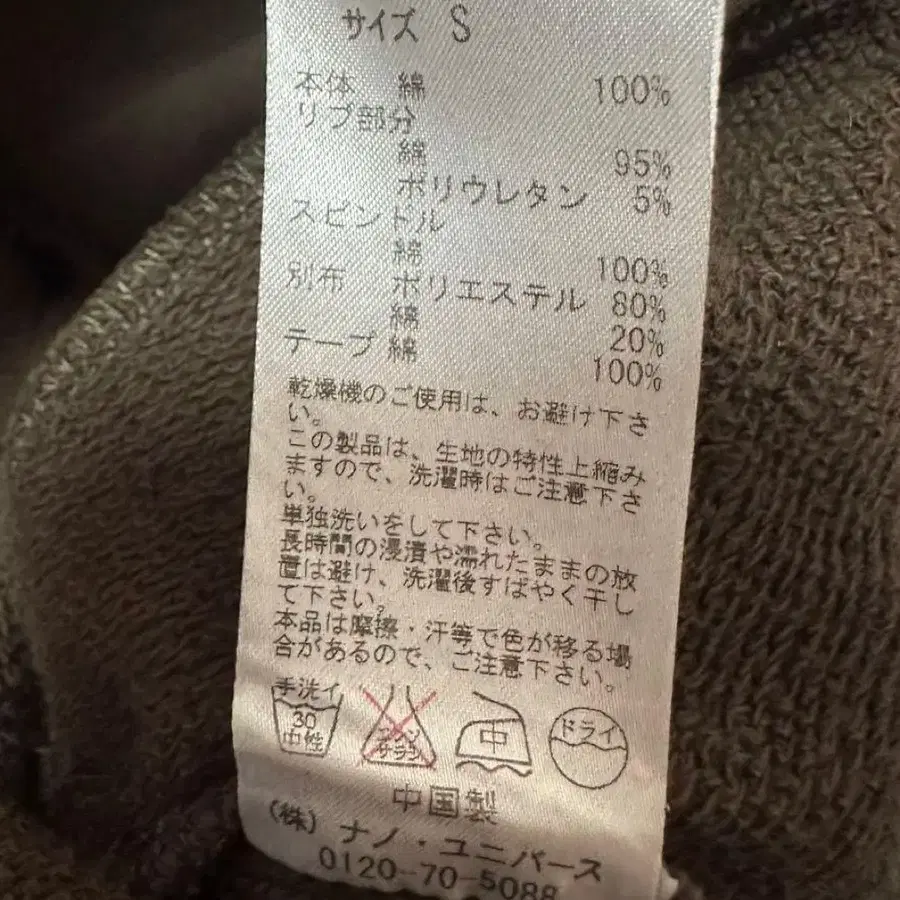 サイズ S
本体 綿 100%
リブ部分
綿 95%
ポリウレタン 5%
スピンドル
綿 100%
別布 ポリエステル 80%
綿 20%
テープ 綿 100%
乾燥機のご使用は、お避け下さ
い。
この製品は、生地の特性上縮み
ますので、洗濯時はご注意下さ
い。
単独洗いをして下さい。
長時間の浸漬や濡れたままの放
置は避け、洗濯後すばやく干し
て下さい。
本品は摩擦・汗等で色が移る場
合があるので、ご注意下さい。
手洗イ
30
中性
エンソ
サラシ
中
ドライ
中国製
(株) ナノ・ユニバース
0120-70-5088